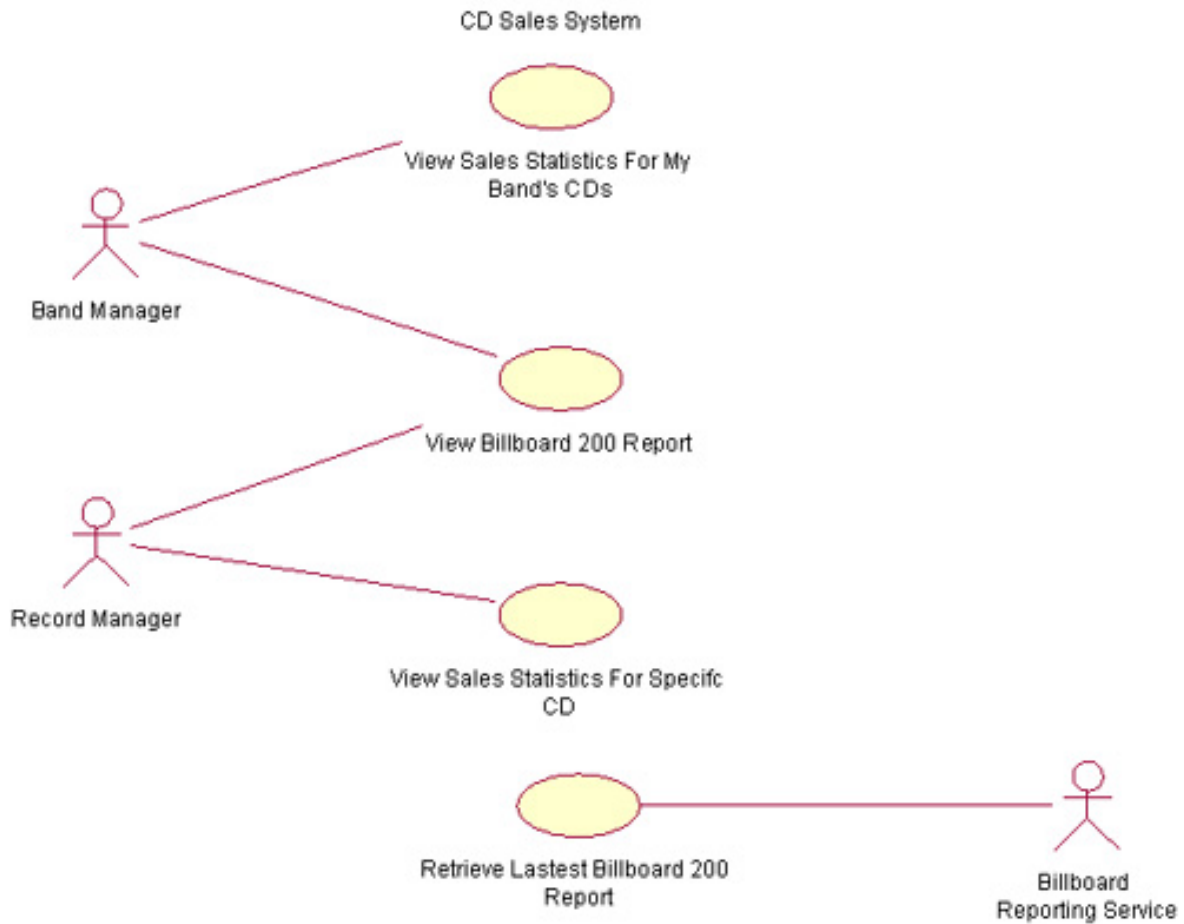 CD Sales System
View Sales Statistics For My
Band's CDs
Band Manager
View Billboard 200 Report
Record Manager
View Sales Statistics For Specifc
CD
Retrieve Lastest Billboard 200
Report
Billboard
Reporting Service